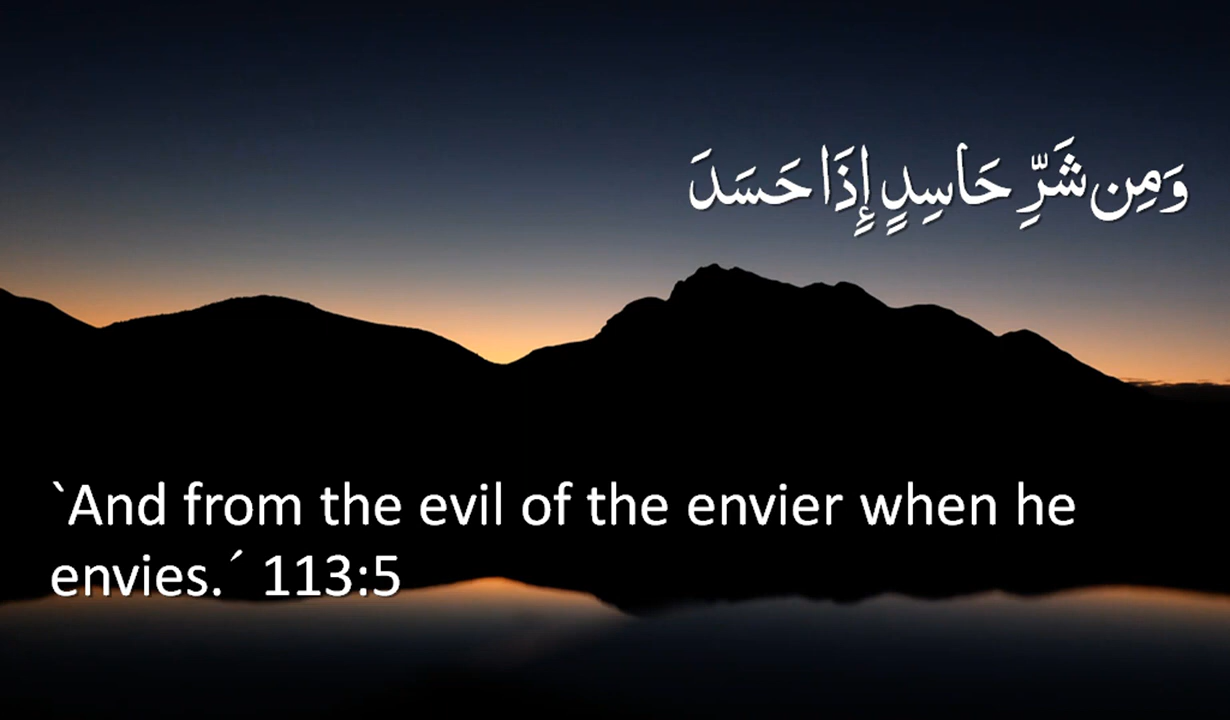 وَمِن شَرِّ حَاسِدٍ إِذَا حَسَدَ
`And from the evil of the envier when he
envies.´ 113:5